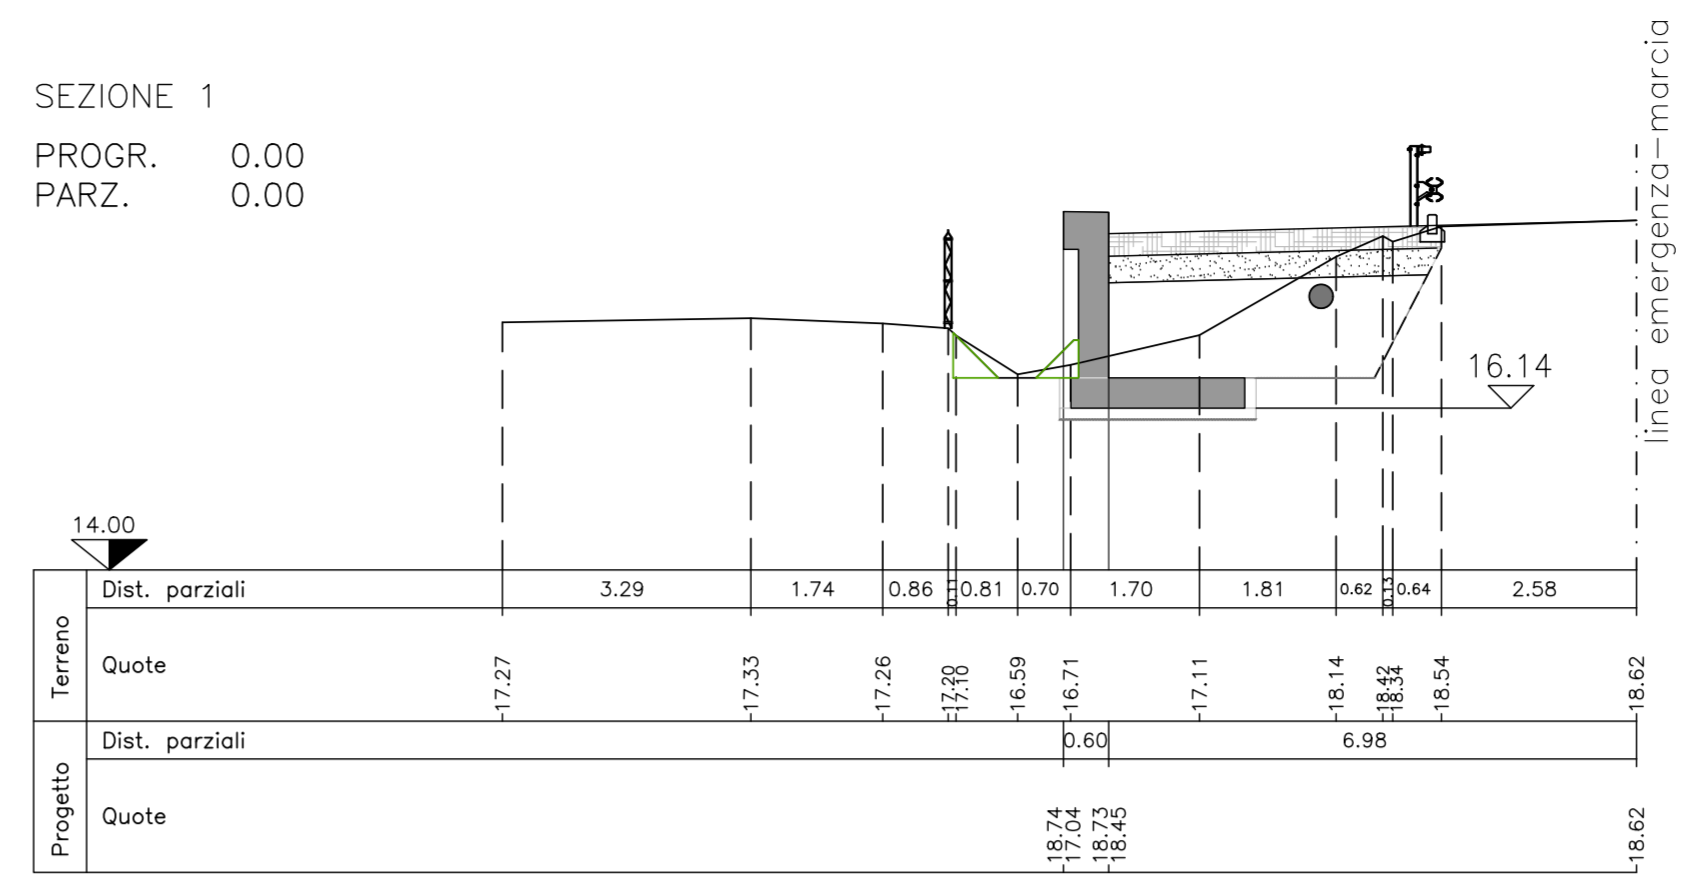 SEZIONE 1
PROGR. 0.00
PARZ. 0.00
linea emergenza-marcia
16.14
14.00
Terreno
Dist. parziali 3.29 1.74 0.86 0.11 0.81 0.70 1.70 1.81 0.62 0.13 0.64 2.58
Quote 17.27 17.33 17.26 17.20 17.10 16.59 16.71 17.11 18.14 18.42 18.34 18.54 18.62
Progetto
Dist. parziali 0.60 6.98
Quote 18.74 17.04 18.73 18.45 18.62